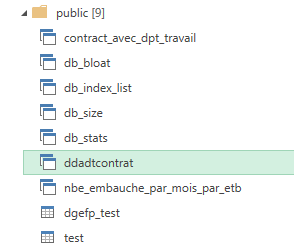 public [9]
contract_avec_dpt_travail
db_bloat
db_index_list
db_size
db_stats
ddadtcontrat
nbe_embauche_par_mois_par_etb
dgefp_test
test